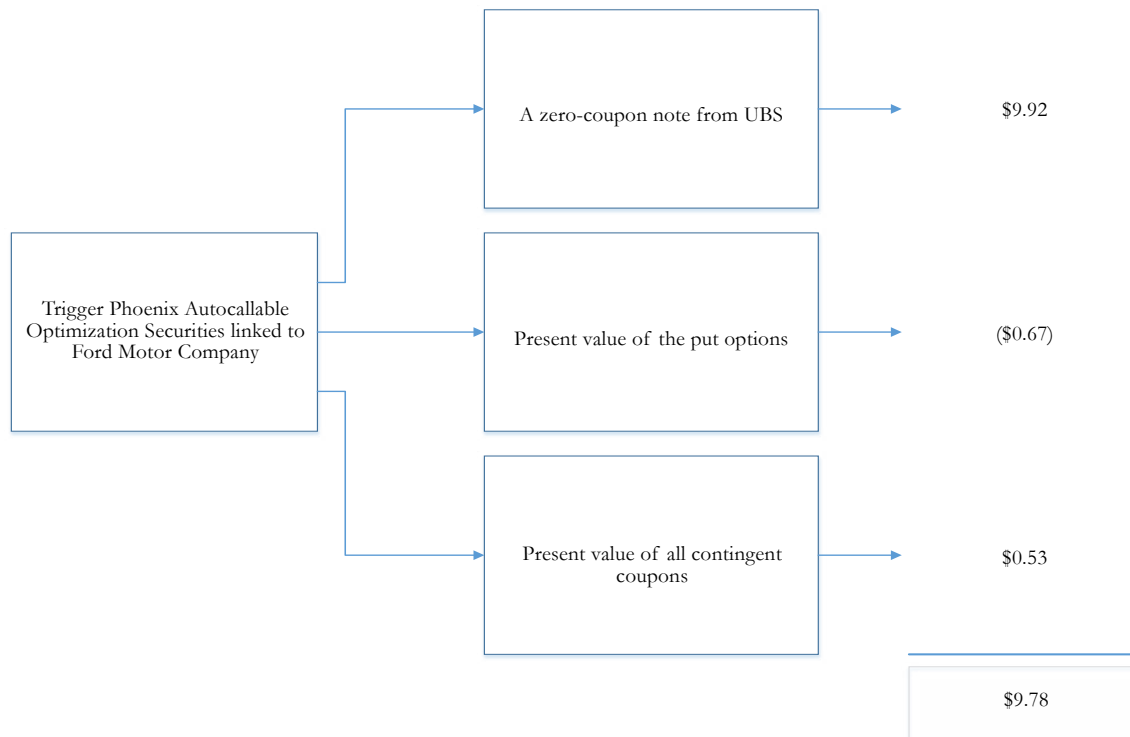 A zero-coupon note from UBS
$9.92
Trigger Phoenix Autocallable
Optimization Securities linked to
Ford Motor Company
Present value of the put options
($0.67)
Present value of all contingent
coupons
$0.53
$9.78